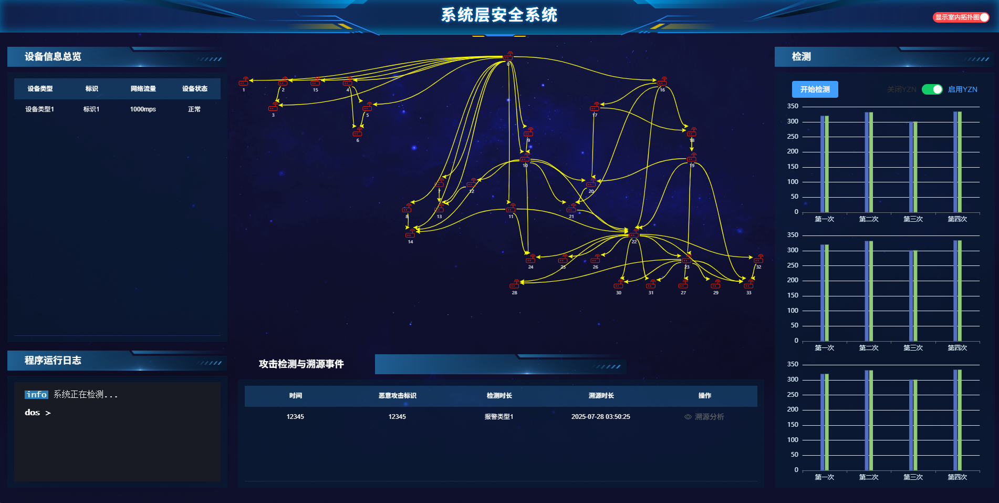 系统层安全系统
显示室内拓扑图
设备信息总览
设备类型 标识 网络流量 设备状态
设备类型1 标识1 1000mps 正常
程序运行日志
info 系统正在检测...
dos >
0
1 2 15 4 16
3 5 17
6 9 18
10 19
7 12 20
8 13 11 21
14 22
24 25 26 23 32
28 30 31 27 29 33
攻击检测与溯源事件
时间 恶意攻击标识 检测时长 溯源时长 操作
12345 12345 报警类型1 2025-07-28 03:50:25 溯源分析
检测
开始检测 关闭YZN 启用YZN
350
300
250
200
150
100
50
0
第一次 第二次 第三次 第四次
350
300
250
200
150
100
50
0
第一次 第二次 第三次 第四次
350
300
250
200
150
100
50
0
第一次 第二次 第三次 第四次